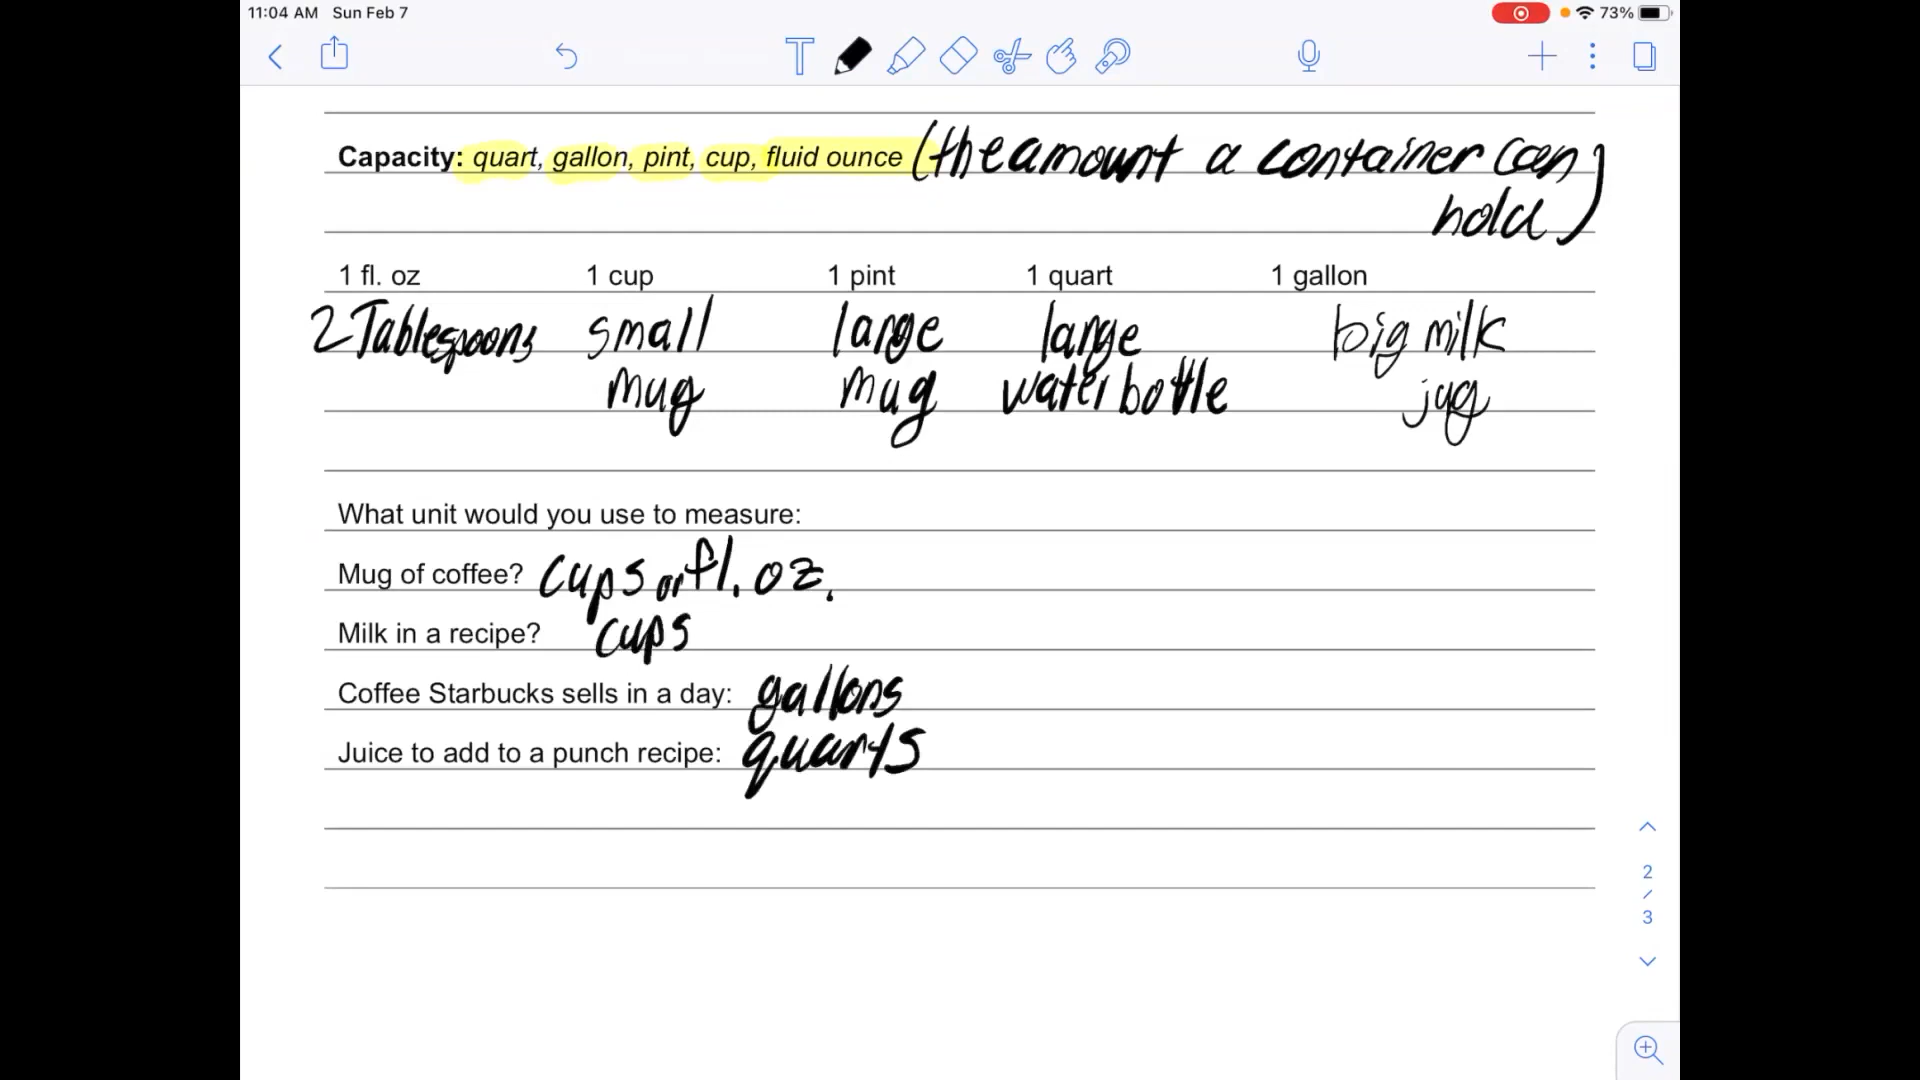 11:04 AM Sun Feb 7 73%
Capacity: quart, gallon, pint, cup, fluid ounce (the amount a container can
hold)
1 fl. oz 1 cup 1 pint 1 quart 1 gallon
2 Tablespoons small large large big milk
mug mug water bottle jug
What unit would you use to measure:
Mug of coffee? cups or fl. oz.
Milk in a recipe? cups
Coffee Starbucks sells in a day: gallons
Juice to add to a punch recipe: quarts
2
/
3